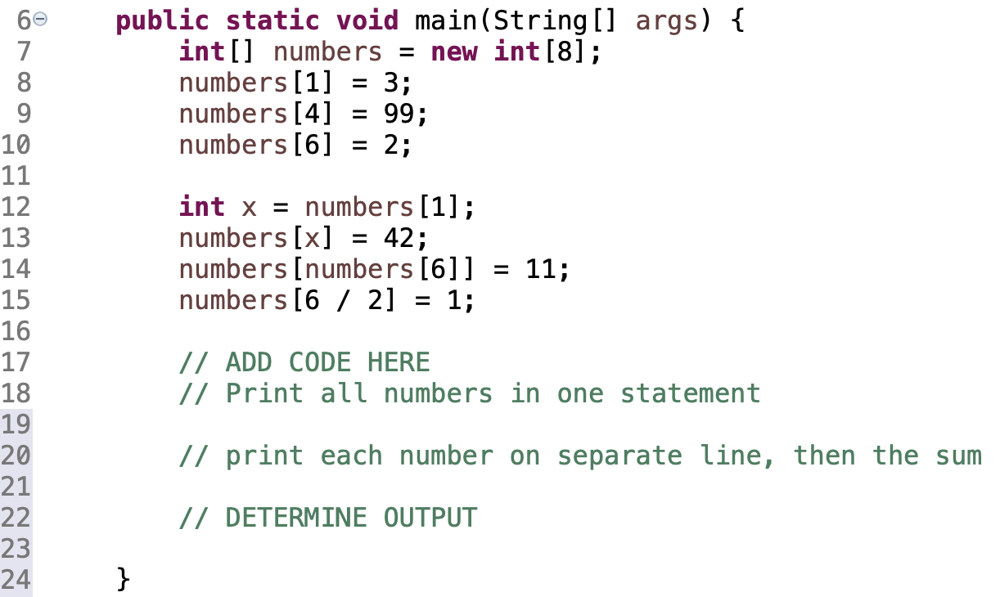 6 public static void main(String[] args) {
7 int[] numbers = new int[8];
8 numbers[1] = 3;
9 numbers[4] = 99;
10 numbers[6] = 2;
11
12 int x = numbers[1];
13 numbers[x] = 42;
14 numbers[numbers[6]] = 11;
15 numbers[6 / 2] = 1;
16
17 // ADD CODE HERE
18 // Print all numbers in one statement
19
20 // print each number on separate line, then the sum
21
22 // DETERMINE OUTPUT
23
24 }